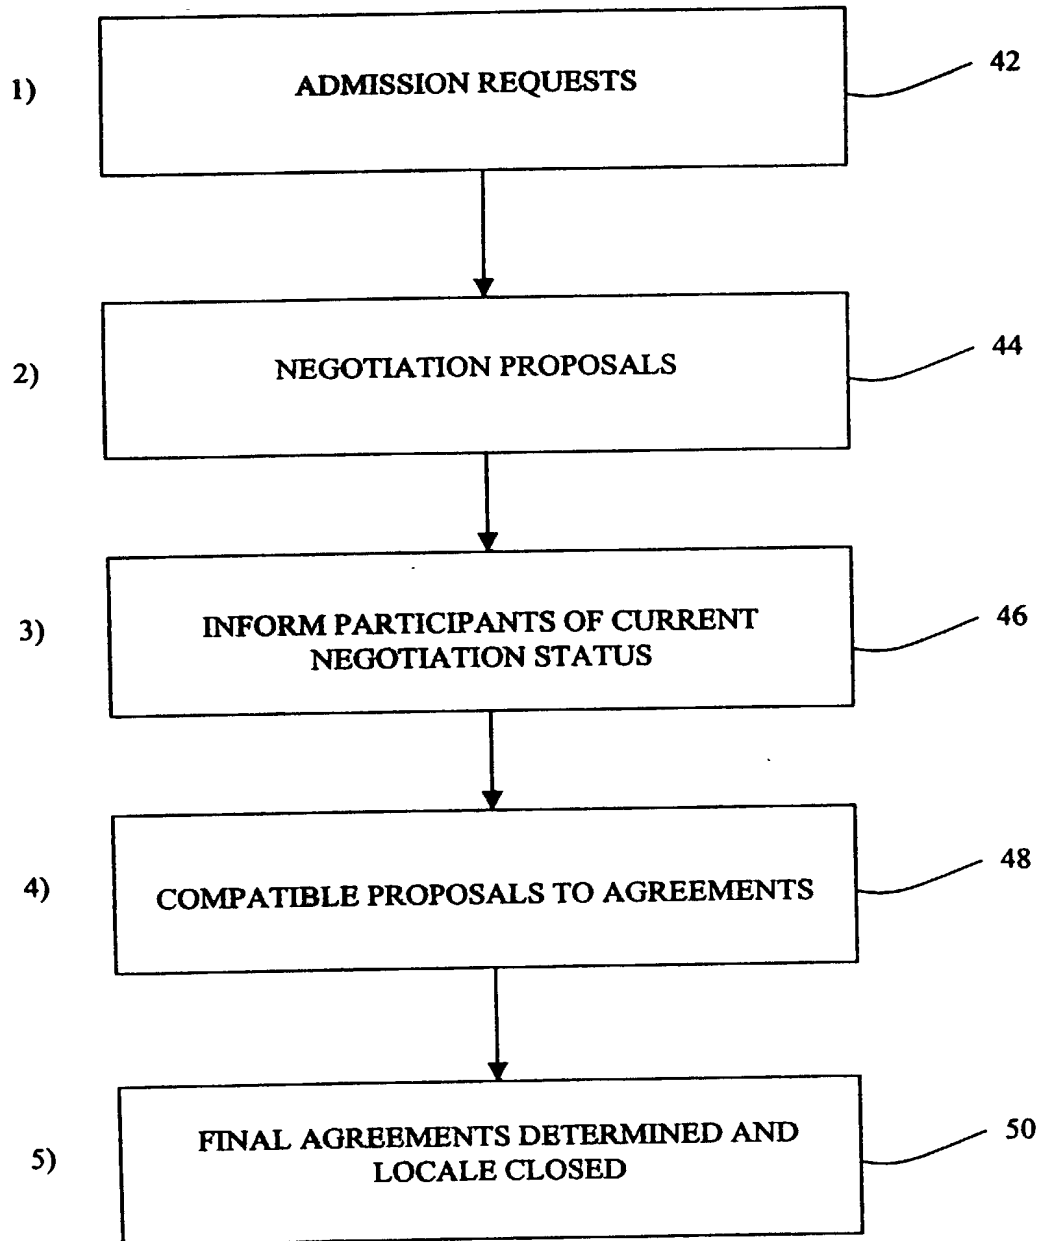 1)
ADMISSION REQUESTS
42
2)
NEGOTIATION PROPOSALS
44
3)
INFORM PARTICIPANTS OF CURRENT
NEGOTIATION STATUS
46
4)
COMPATIBLE PROPOSALS TO AGREEMENTS
48
5)
FINAL AGREEMENTS DETERMINED AND
LOCALE CLOSED
50